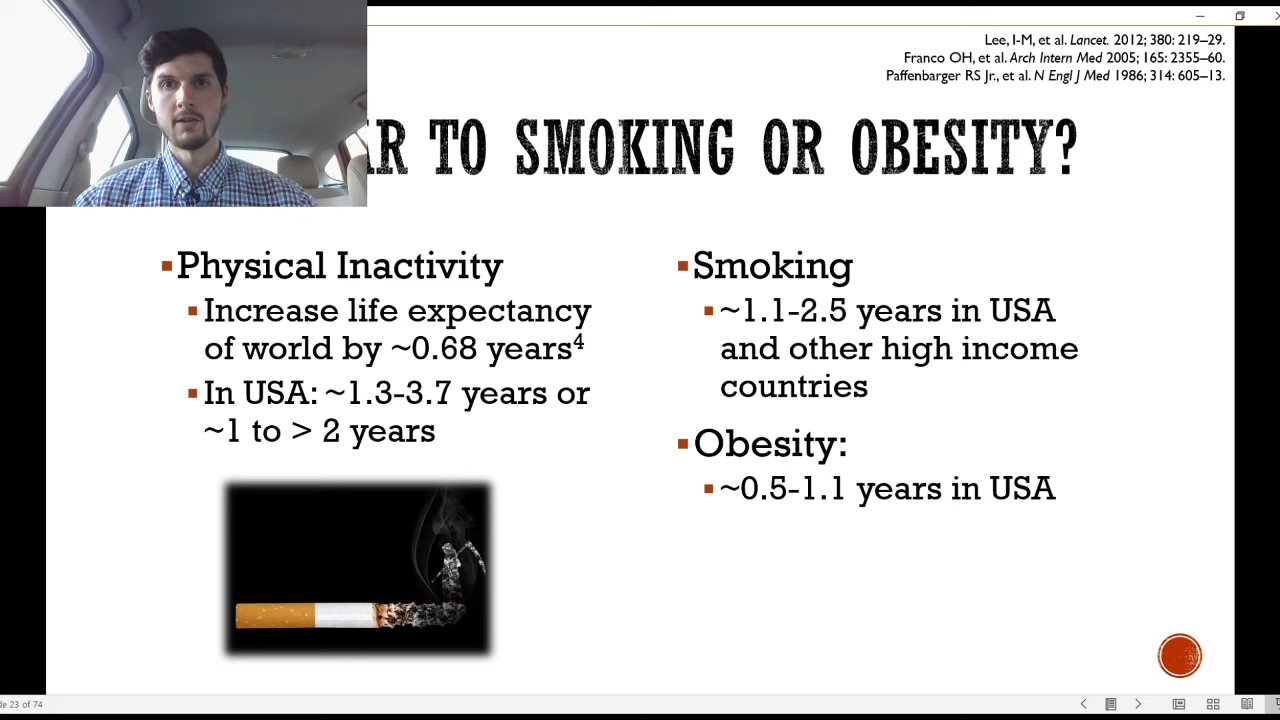 Lee, I-M, et al. Lancet. 2012; 380: 219–29.
Franco OH, et al. Arch Intern Med 2005; 165: 2355–60.
Paffenbarger RS Jr., et al. N Engl J Med 1986; 314: 605–13.
TO SMOKING OR OBESITY?
Physical Inactivity
Increase life expectancy
of world by ~0.68 years⁴
In USA: ~1.3-3.7 years or
~1 to > 2 years
Smoking
~1.1-2.5 years in USA
and other high income
countries
Obesity:
~0.5-1.1 years in USA
23 of 74